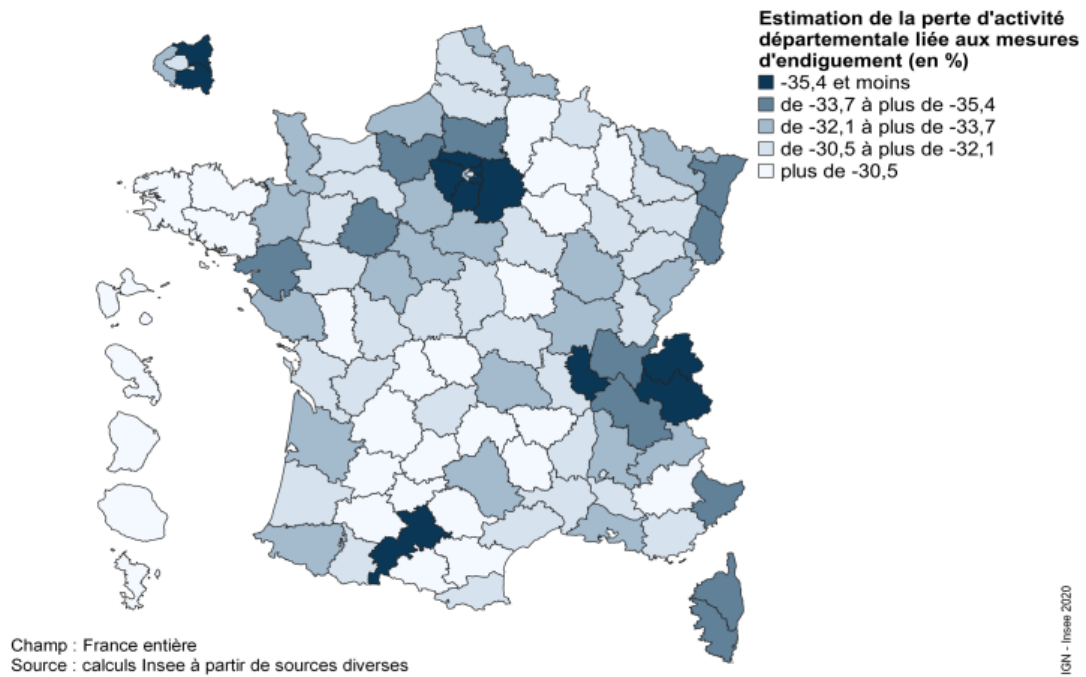 Estimation de la perte d'activité
départementale liée aux mesures
d'endiguement (en %)
-35,4 et moins
de -33,7 à plus de -35,4
de -32,1 à plus de -33,7
de -30,5 à plus de -32,1
plus de -30,5
Champ : France entière
Source : calculs Insee à partir de sources diverses
IGN - Insee 2020